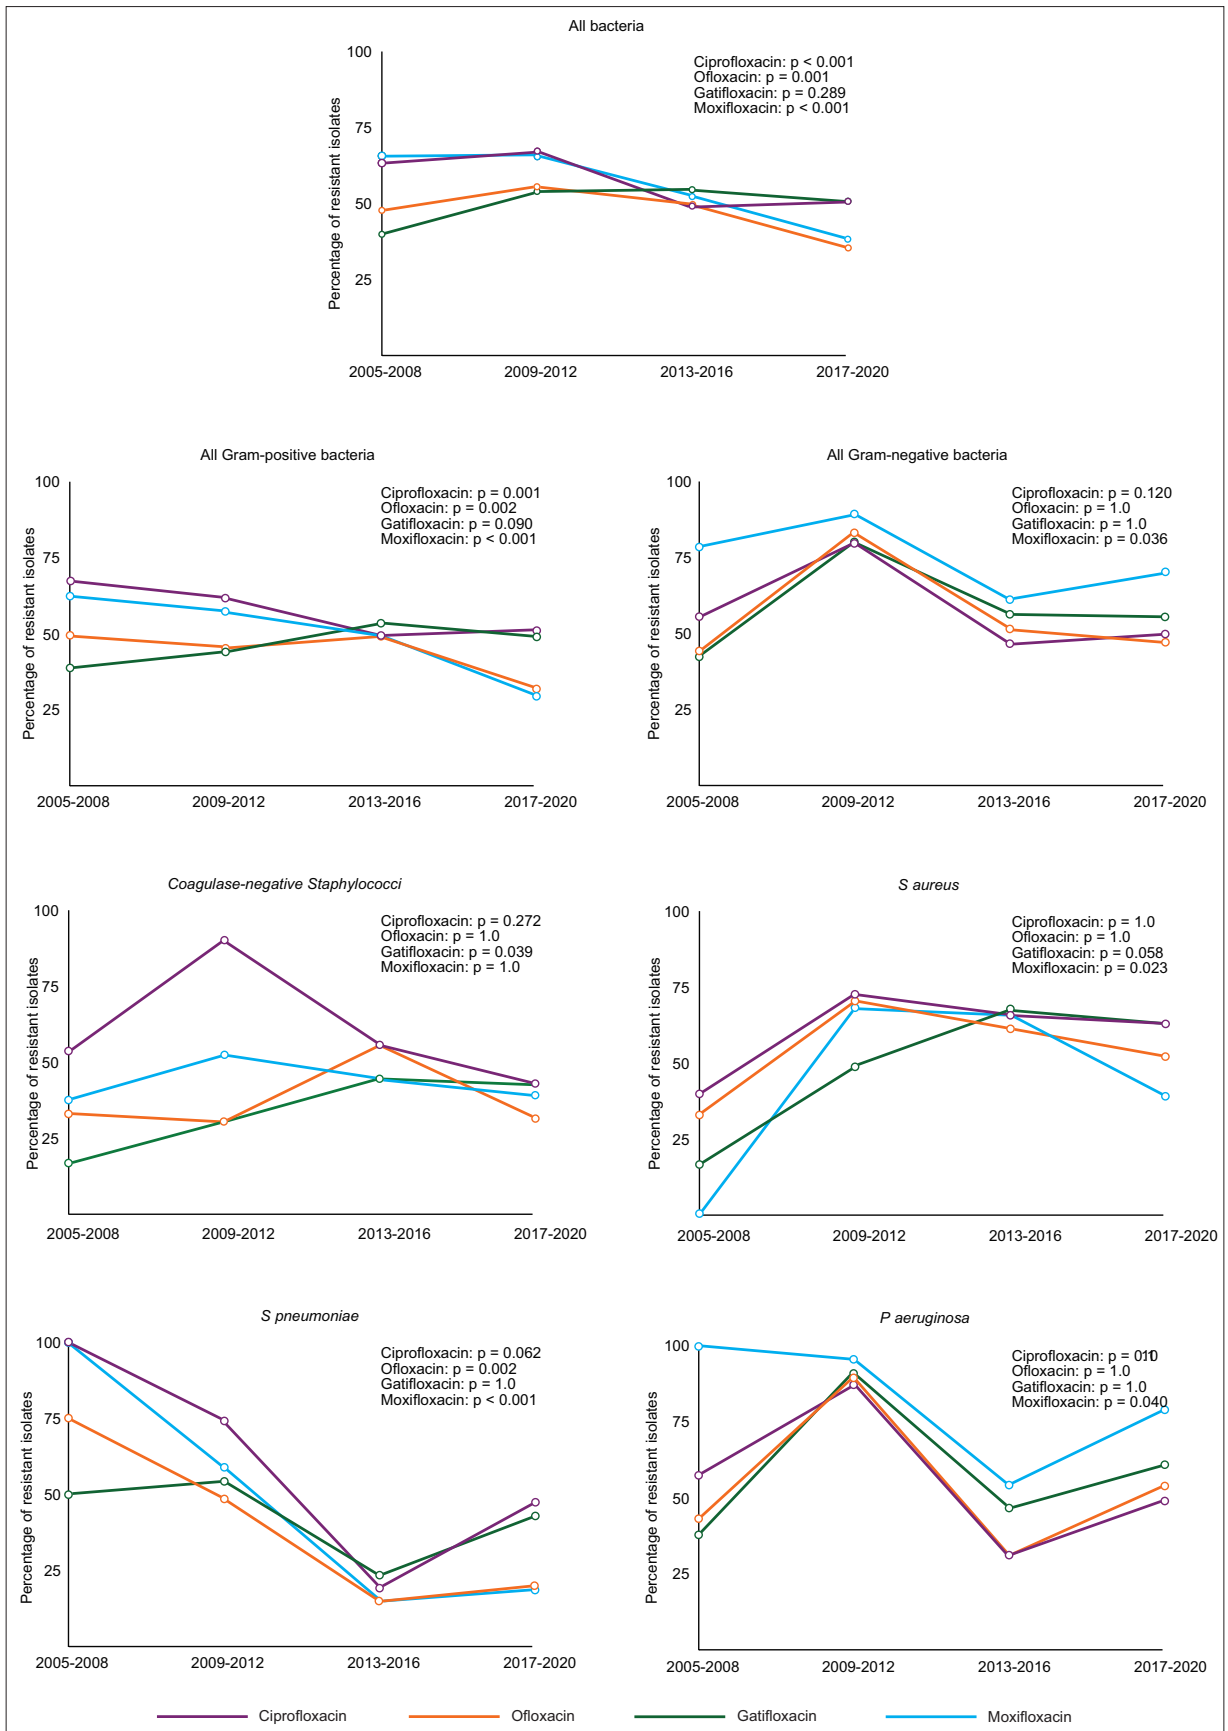 All bacteria
Percentage of resistant isolates
100
75
50
25
Ciprofloxacin: p < 0.001
Ofloxacin: p = 0.001
Gatifloxacin: p = 0.289
Moxifloxacin: p < 0.001
2005-2008 2009-2012 2013-2016 2017-2020
All Gram-positive bacteria
Percentage of resistant isolates
100
75
50
25
Ciprofloxacin: p = 0.001
Ofloxacin: p = 0.002
Gatifloxacin: p = 0.090
Moxifloxacin: p < 0.001
2005-2008 2009-2012 2013-2016 2017-2020
All Gram-negative bacteria
Percentage of resistant isolates
100
75
50
25
Ciprofloxacin: p = 0.120
Ofloxacin: p = 1.0
Gatifloxacin: p = 1.0
Moxifloxacin: p = 0.036
2005-2008 2009-2012 2013-2016 2017-2020
Coagulase-negative Staphylococci
Percentage of resistant isolates
100
75
50
25
Ciprofloxacin: p = 0.272
Ofloxacin: p = 1.0
Gatifloxacin: p = 0.039
Moxifloxacin: p = 1.0
2005-2008 2009-2012 2013-2016 2017-2020
S aureus
Percentage of resistant isolates
100
75
50
25
Ciprofloxacin: p = 1.0
Ofloxacin: p = 1.0
Gatifloxacin: p = 0.058
Moxifloxacin: p = 0.023
2005-2008 2009-2012 2013-2016 2017-2020
S pneumoniae
Percentage of resistant isolates
100
75
50
25
Ciprofloxacin: p = 0.062
Ofloxacin: p = 0.002
Gatifloxacin: p = 1.0
Moxifloxacin: p < 0.001
2005-2008 2009-2012 2013-2016 2017-2020
P aeruginosa
Percentage of resistant isolates
100
75
50
25
Ciprofloxacin: p =
Ofloxacin: p = 1.0
Gatifloxacin: p = 1.0
Moxifloxacin: p = 0.040
2005-2008 2009-2012 2013-2016 2017-2020
Ciprofloxacin Ofloxacin Gatifloxacin Moxifloxacin